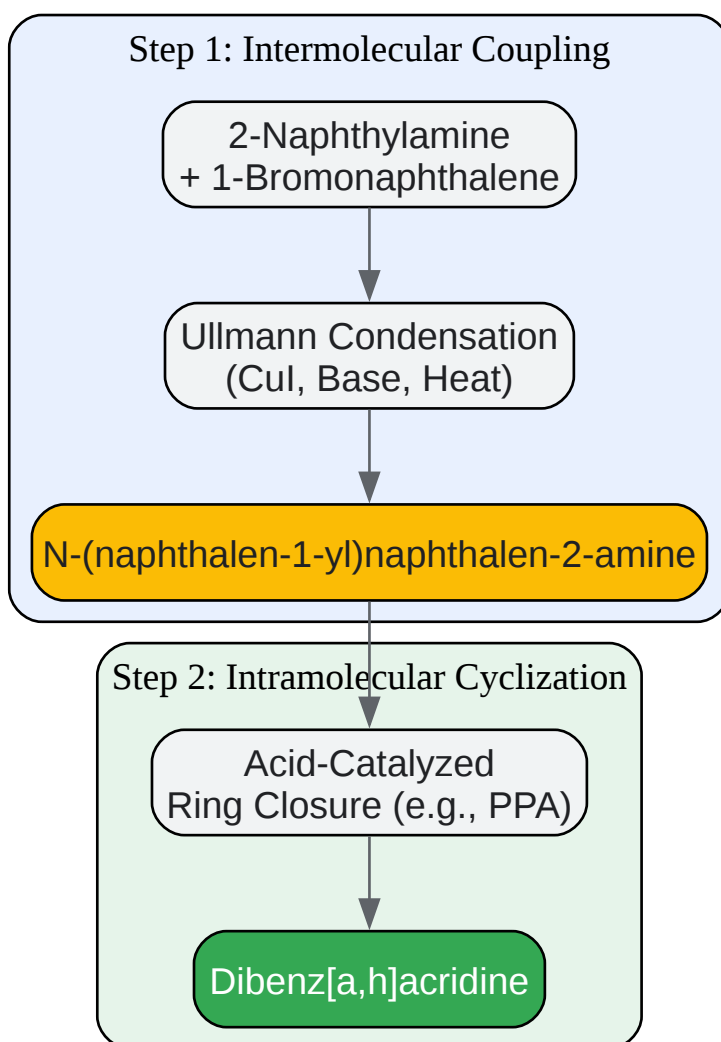 Step 1: Intermolecular Coupling
2-Naphthylamine
+ 1-Bromonaphthalene
Ullmann Condensation
(CuI, Base, Heat)
N-(naphthalen-1-yl)naphthalen-2-amine
Step 2: Intramolecular Cyclization
Acid-Catalyzed
Ring Closure (e.g., PPA)
Dibenz[a,h]acridine